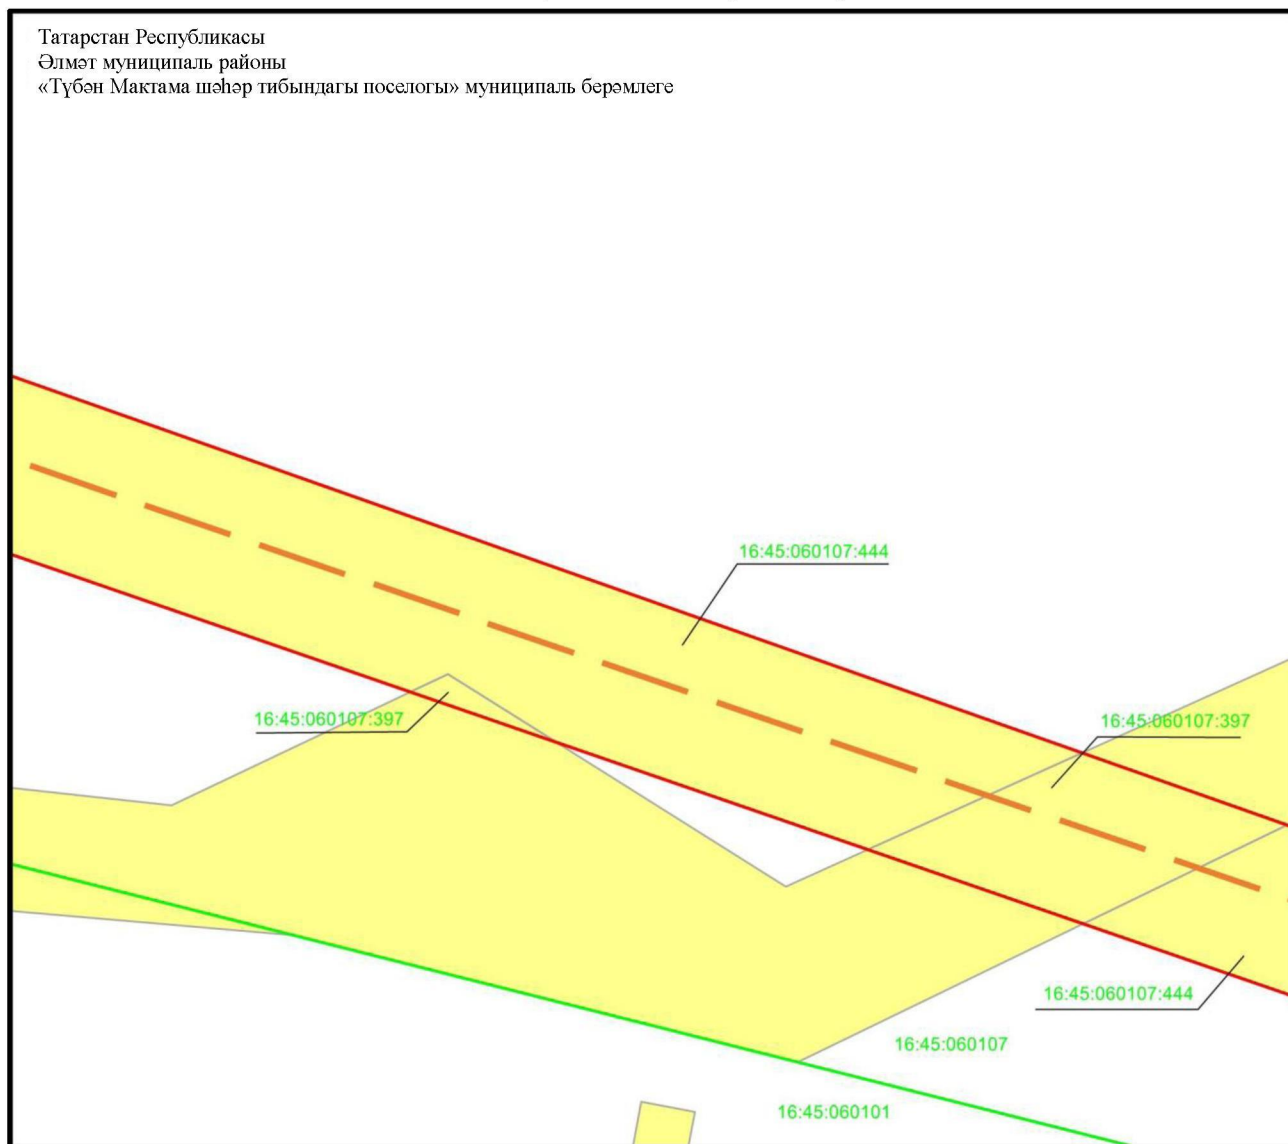 Татарстан Республикасы
Әлмәт муниципаль районы
«Түбән Мактама шәһәр тибындагы поселогы» муниципаль берәмлеге
16:45:060107:444
16:45:060107:397
16:45:060107:397
16:45:060107:444
16:45:060107
16:45:060101